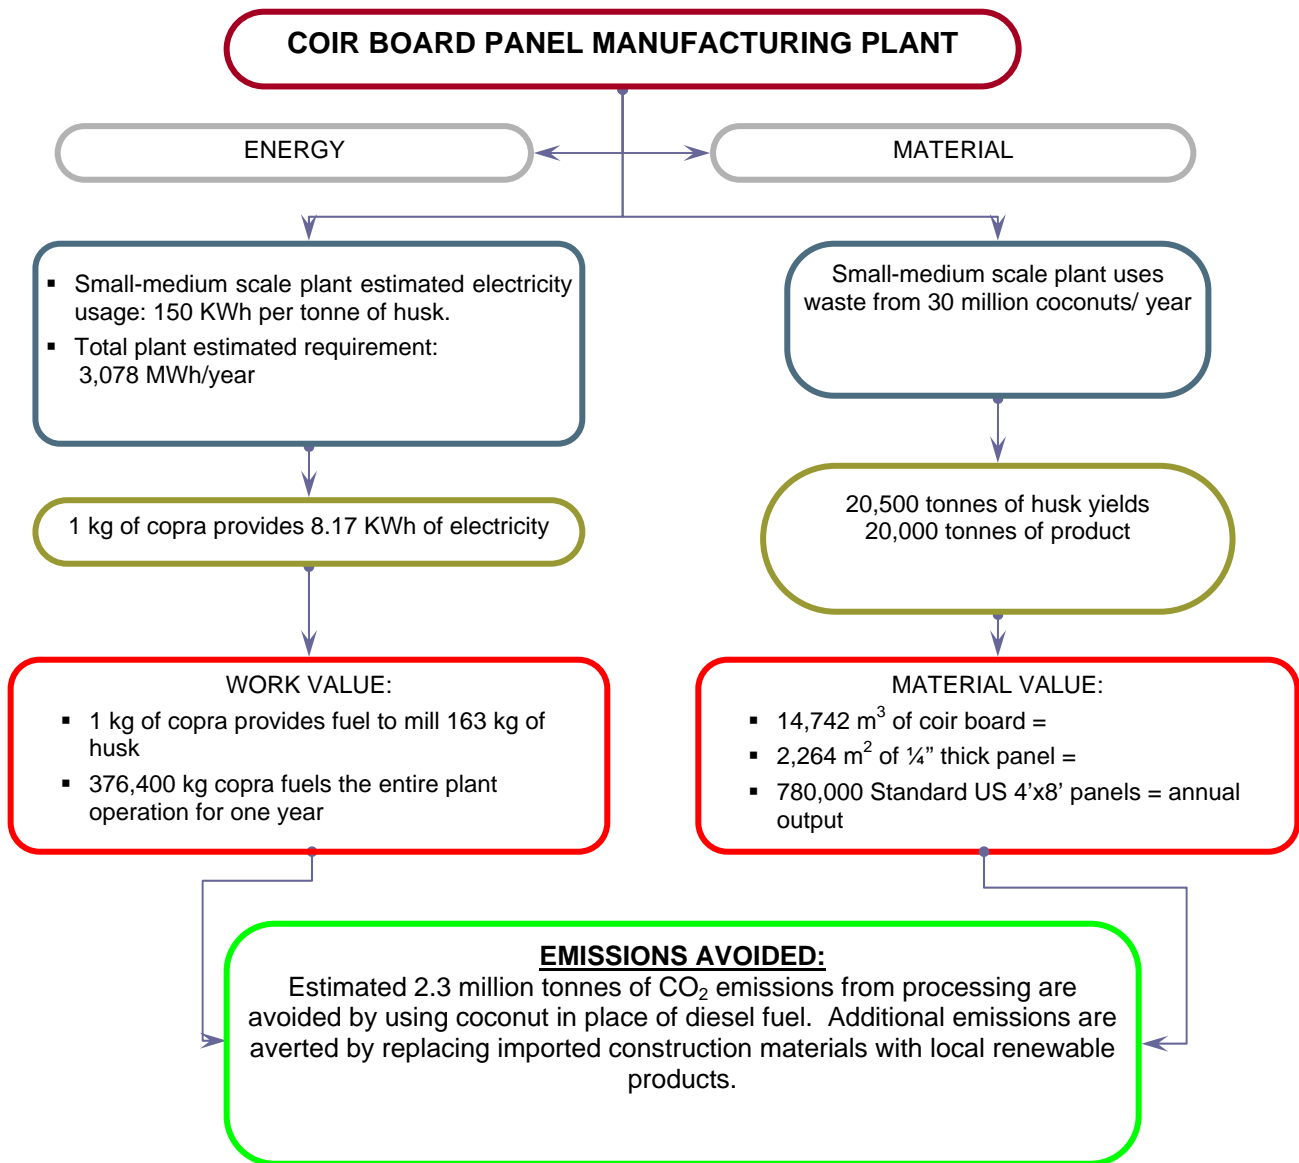 COIR BOARD PANEL MANUFACTURING PLANT
ENERGY
MATERIAL
▪ Small-medium scale plant estimated electricity
usage: 150 KWh per tonne of husk.
▪ Total plant estimated requirement:
3,078 MWh/year
Small-medium scale plant uses
waste from 30 million coconuts/ year
1 kg of copra provides 8.17 KWh of electricity
20,500 tonnes of husk yields
20,000 tonnes of product
WORK VALUE:
▪ 1 kg of copra provides fuel to mill 163 kg of
husk
▪ 376,400 kg copra fuels the entire plant
operation for one year
MATERIAL VALUE:
▪ 14,742 m³ of coir board =
▪ 2,264 m² of ¼” thick panel =
▪ 780,000 Standard US 4’x8’ panels = annual
output
EMISSIONS AVOIDED:
Estimated 2.3 million tonnes of CO₂ emissions from processing are
avoided by using coconut in place of diesel fuel.  Additional emissions are
averted by replacing imported construction materials with local renewable
products.